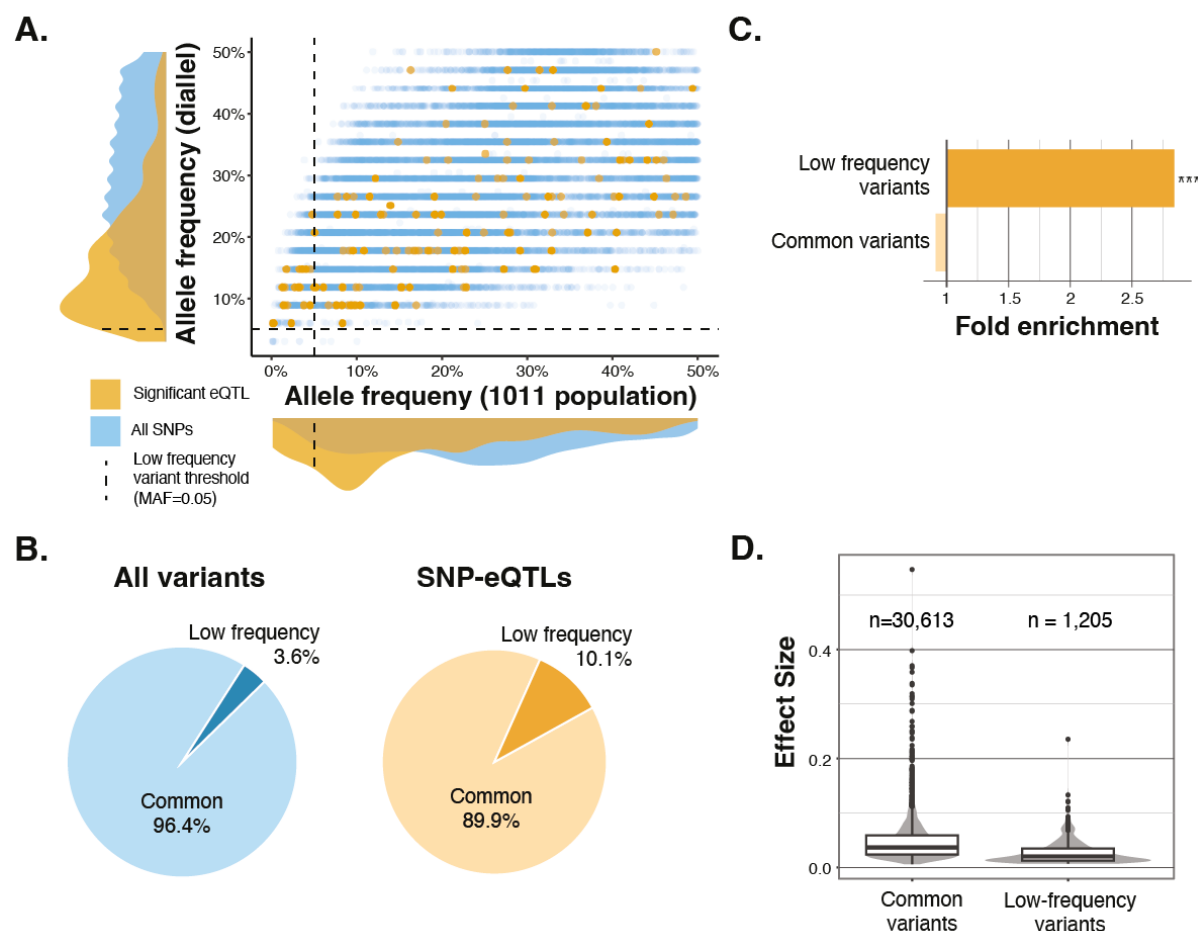 A.
Allele frequency (diallel)
50%
40%
30%
20%
10%
0%
10%
20%
30%
40%
50%
Allele frequeny (1011 population)
Significant eQTL
All SNPs
Low frequency
variant threshold
(MAF=0.05)
B.
All variants
Low frequency
3.6%
Common
96.4%
SNP-eQTLs
Low frequency
10.1%
Common
89.9%
C.
Low frequency
variants
***
Common variants
1
1.5
2
2.5
Fold enrichment
D.
Effect Size
0.4
0.2
0.0
n=30,613
n = 1,205
Common
variants
Low-frequency
variants